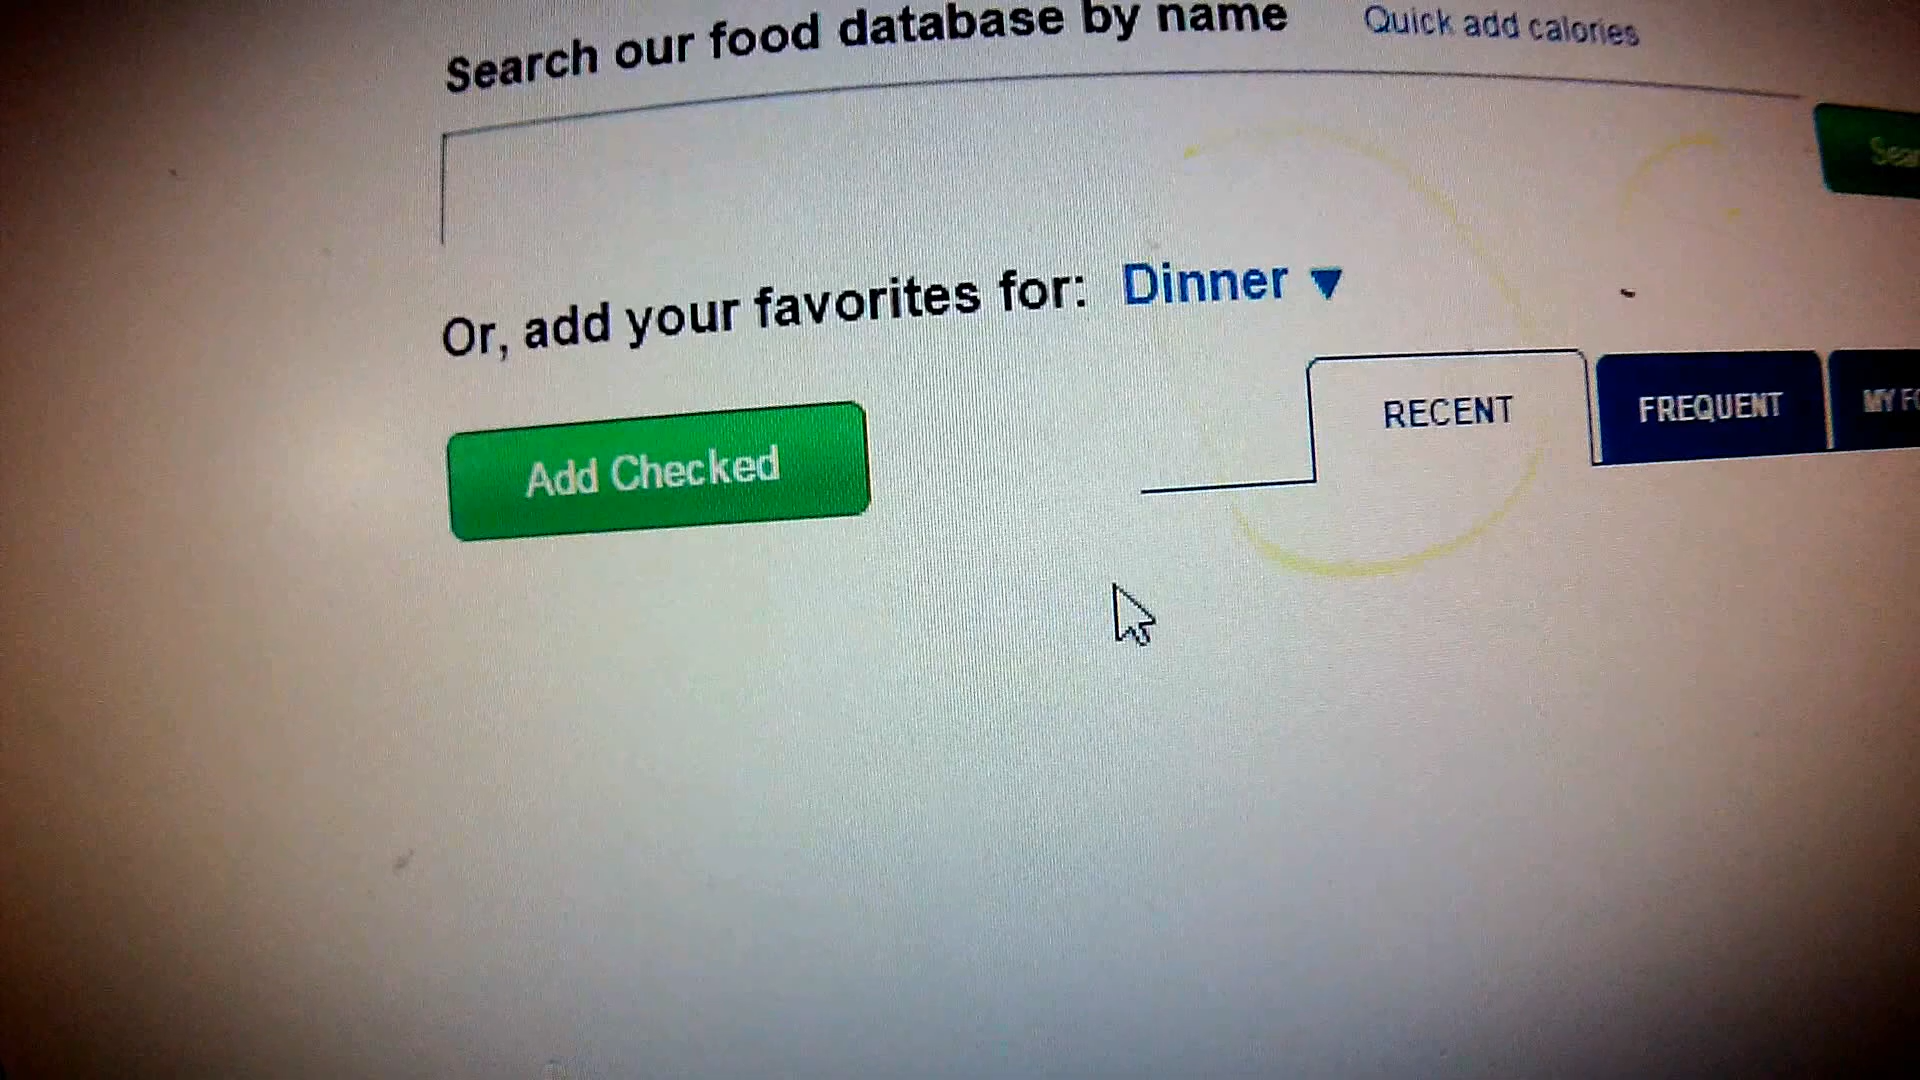 Search our food database by name Quick add calories
Or, add your favorites for: Dinner ▼
Add Checked
RECENT FREQUENT MY